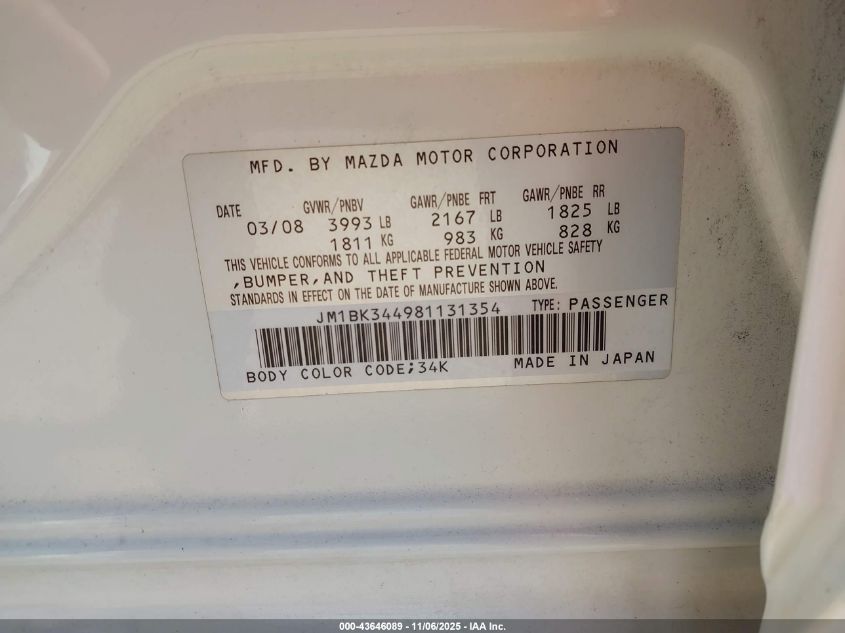 MFD. BY MAZDA MOTOR CORPORATION
DATE GVWR/PNBV GAWR/PNBE FRT GAWR/PNBE RR
03/08 3993 LB 2167 LB 1825 LB
1811 KG 983 KG 828 KG
THIS VEHICLE CONFORMS TO ALL APPLICABLE FEDERAL MOTOR VEHICLE SAFETY
,BUMPER,AND THEFT PREVENTION
STANDARDS IN EFFECT ON THE DATE OF MANUFACTURE SHOWN ABOVE.
JM1BK344981131354 TYPE: PASSENGER
BODY COLOR CODE;34K MADE IN JAPAN
000-43646089 - 11/06/2025 - IAA Inc.